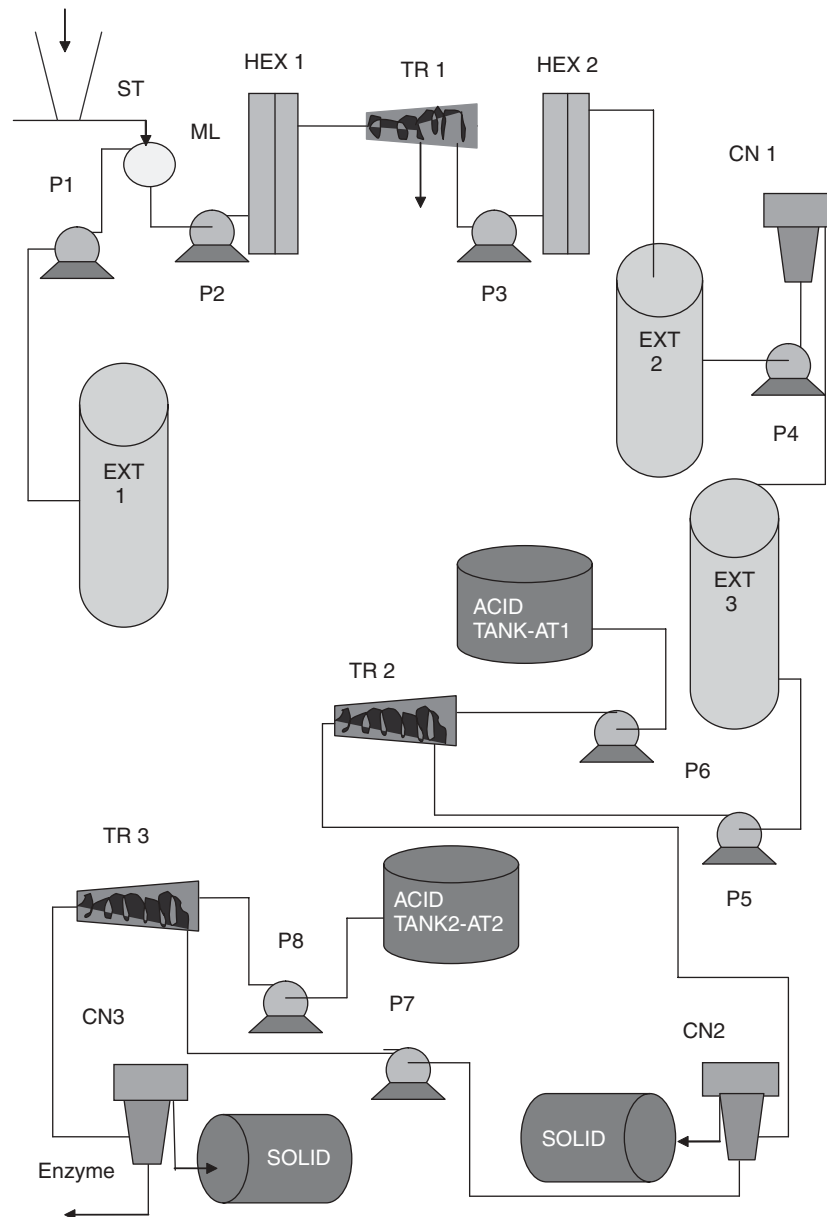 HEX 1
TR 1
HEX 2
ST
ML
CN 1
P1
P2
P3
EXT
2
P4
EXT
1
EXT
3
ACID
TANK-AT1
TR 2
P6
TR 3
ACID
TANK2-AT2
P5
P8
P7
CN3
CN2
SOLID
SOLID
Enzyme